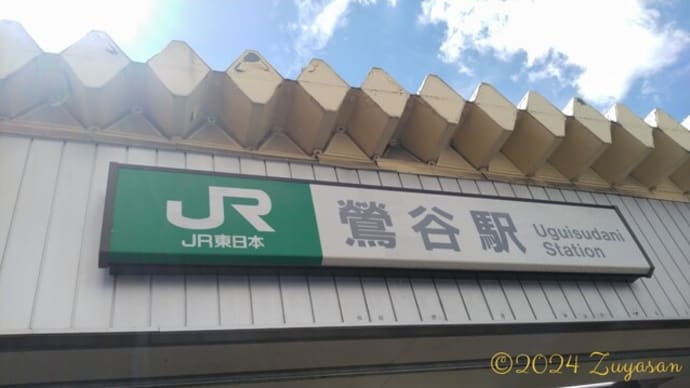 JR
JR東日本
鶯谷駅
Uguisudani
Station
©2024 Zuyasan